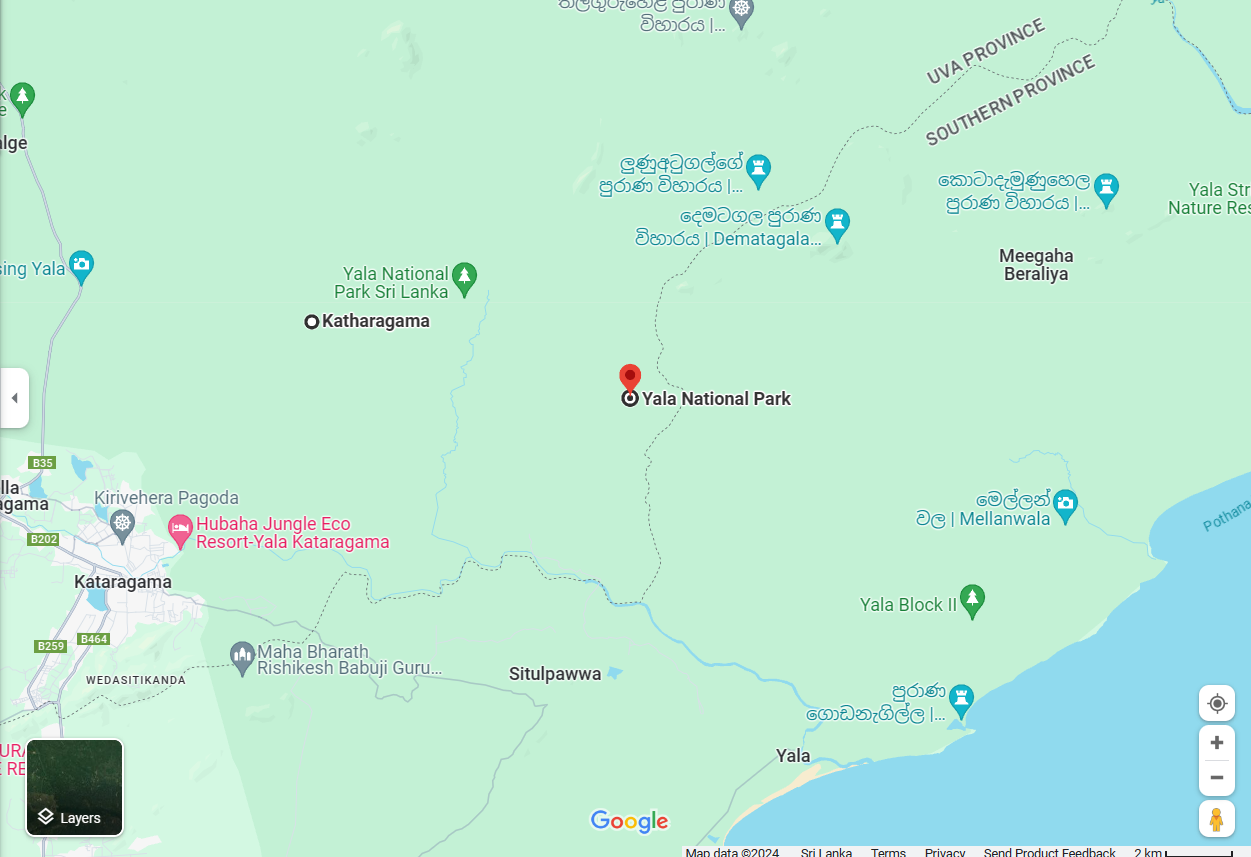 තලගුරුහෙළ පුරාණ
විහාරය |...
UVA PROVINCE
SOUTHERN PROVINCE
ලුණුඅටුගල්ගේ
පුරාණ විහාරය |...
කොටාදැමුණුහෙල
පුරාණ විහාරය |...
Yala Str
Nature Res
දෙමටගල පුරාණ
විහාරය | Dematagala...
Meegaha
Beraliya
sing Yala
Yala National
Park Sri Lanka
Katharagama
Yala National Park
B35
lla
agama
Kirivehera Pagoda
Hubaha Jungle Eco
Resort-Yala Kataragama
B202
Kataragama
මෙල්ලන්
වල | Mellanwala
Pothana
Yala Block II
B464
B259
Maha Bharath
Rishikesh Babuji Guru...
Situlpawwa
WEDASITIKANDA
පුරාණ
ගොඩනැගිල්ල |...
Yala
URA
E RE
Layers
Google
Map data ©2024 Sri Lanka Terms Privacy Send Product Feedback 2 km